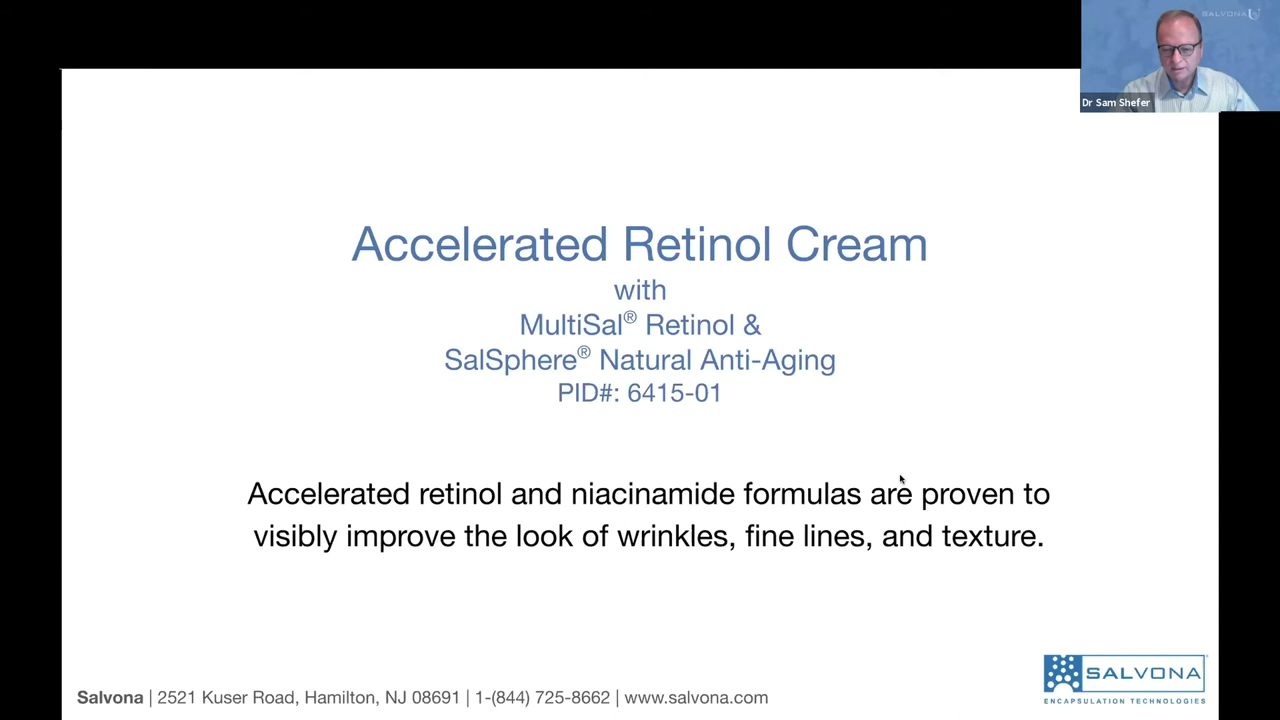 SALVONA
Dr Sam Shefer
Accelerated Retinol Cream
with
MultiSal® Retinol &
SalSphere® Natural Anti-Aging
PID#: 6415-01
Accelerated retinol and niacinamide formulas are proven to
visibly improve the look of wrinkles, fine lines, and texture.
SALVONA
ENCAPSULATION TECHNOLOGIES
Salvona | 2521 Kuser Road, Hamilton, NJ 08691 | 1-(844) 725-8662 | www.salvona.com